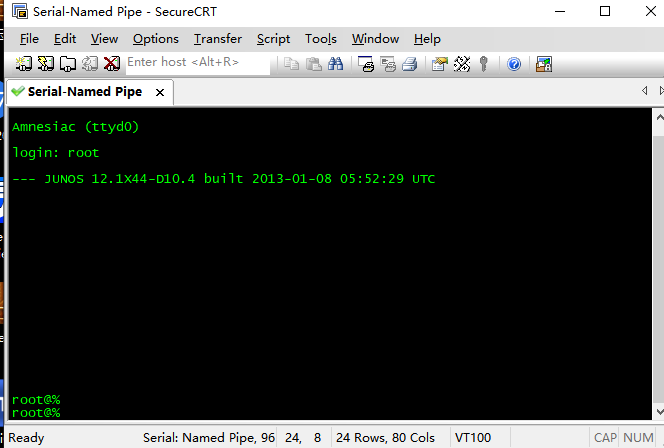 Serial-Named Pipe - SecureCRT
File Edit View Options Transfer Script Tools Window Help
Enter host <Alt+R>
Serial-Named Pipe ×
Amnesiac (ttyd0)
login: root
--- JUNOS 12.1X44-D10.4 built 2013-01-08 05:52:29 UTC
root@%
root@%
Ready Serial: Named Pipe, 96 24, 8 24 Rows, 80 Cols VT100 CAP NUM